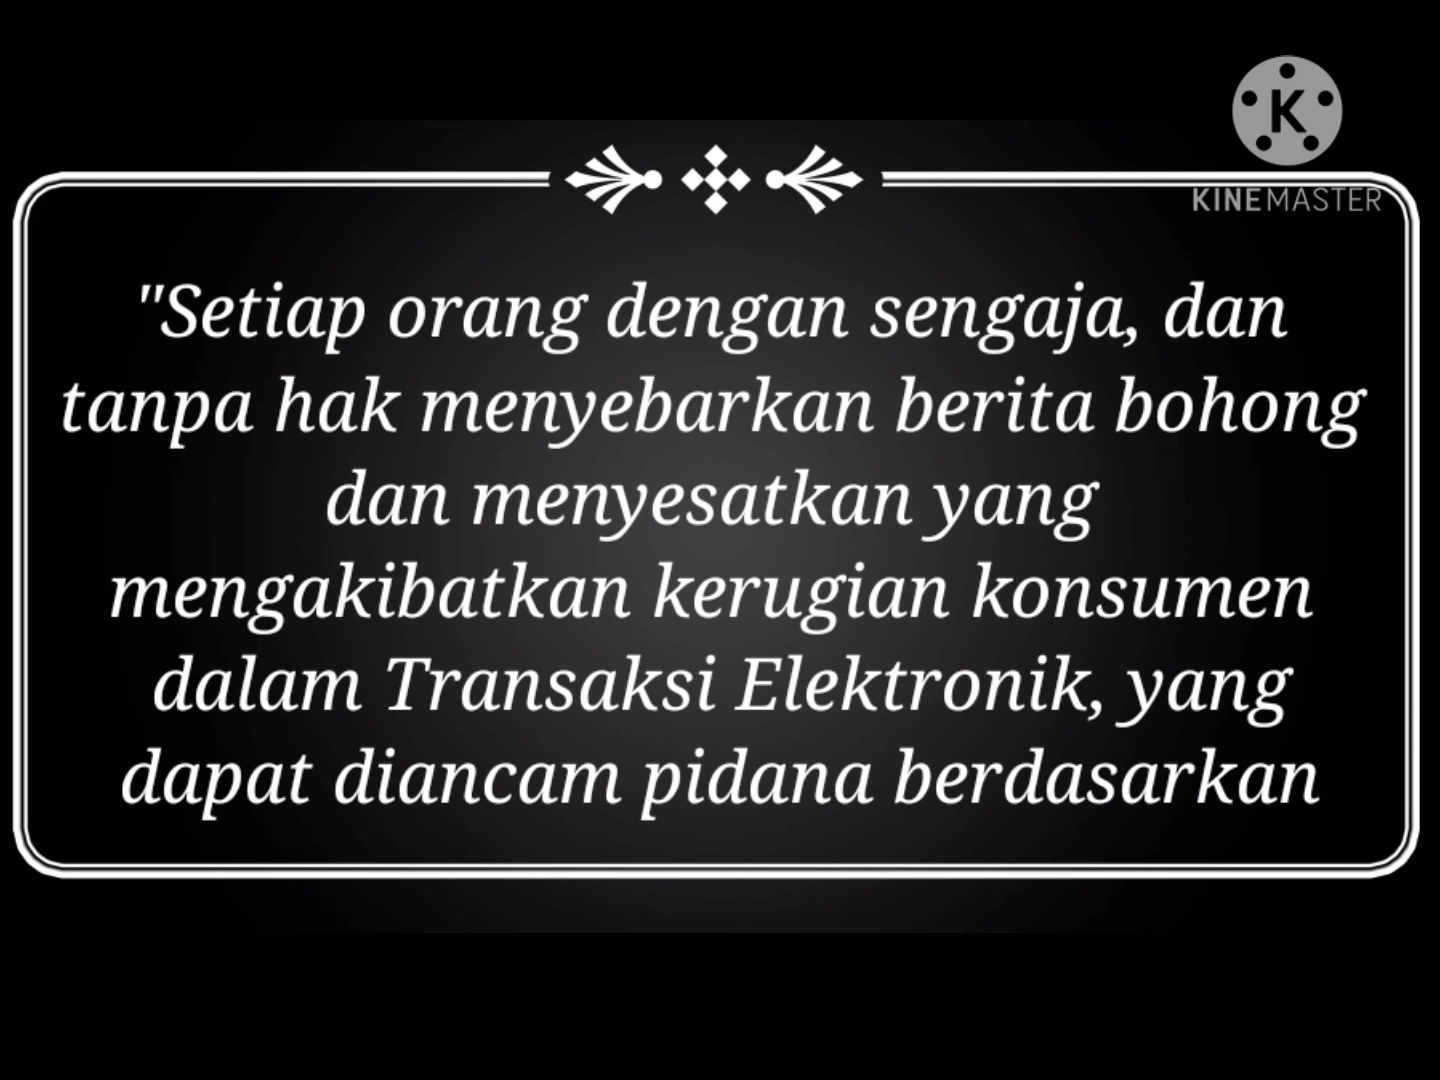 K
KINEMASTER
"Setiap orang dengan sengaja, dan
tanpa hak menyebarkan berita bohong
dan menyesatkan yang
mengakibatkan kerugian konsumen
dalam Transaksi Elektronik, yang
dapat diancam pidana berdasarkan